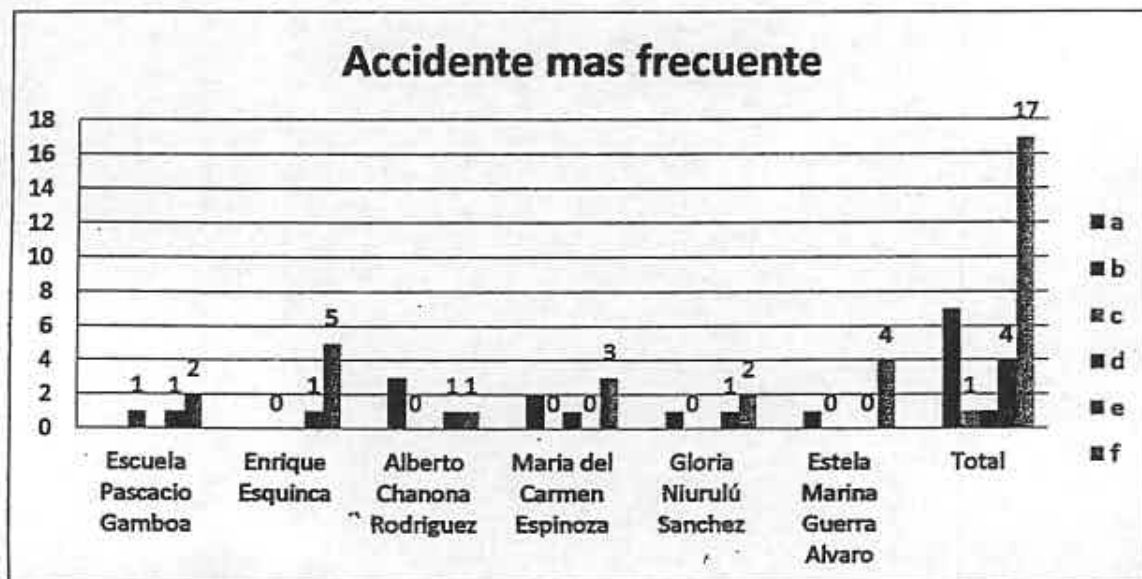 Accidente mas frecuente
18
16
14
12
10
8
6
4
2
0
1
1
2
0
1
5
0
1
1
0
0
3
0
1
2
0
0
4
1
4
17
Escuela Pascacio Gamboa
Enrique Esquinca
Alberto Chanona Rodriguez
Maria del Carmen Espinoza
Gloria Niurulú Sanchez
Estela Marina Guerra Alvaro
Total
a
b
c
d
e
f